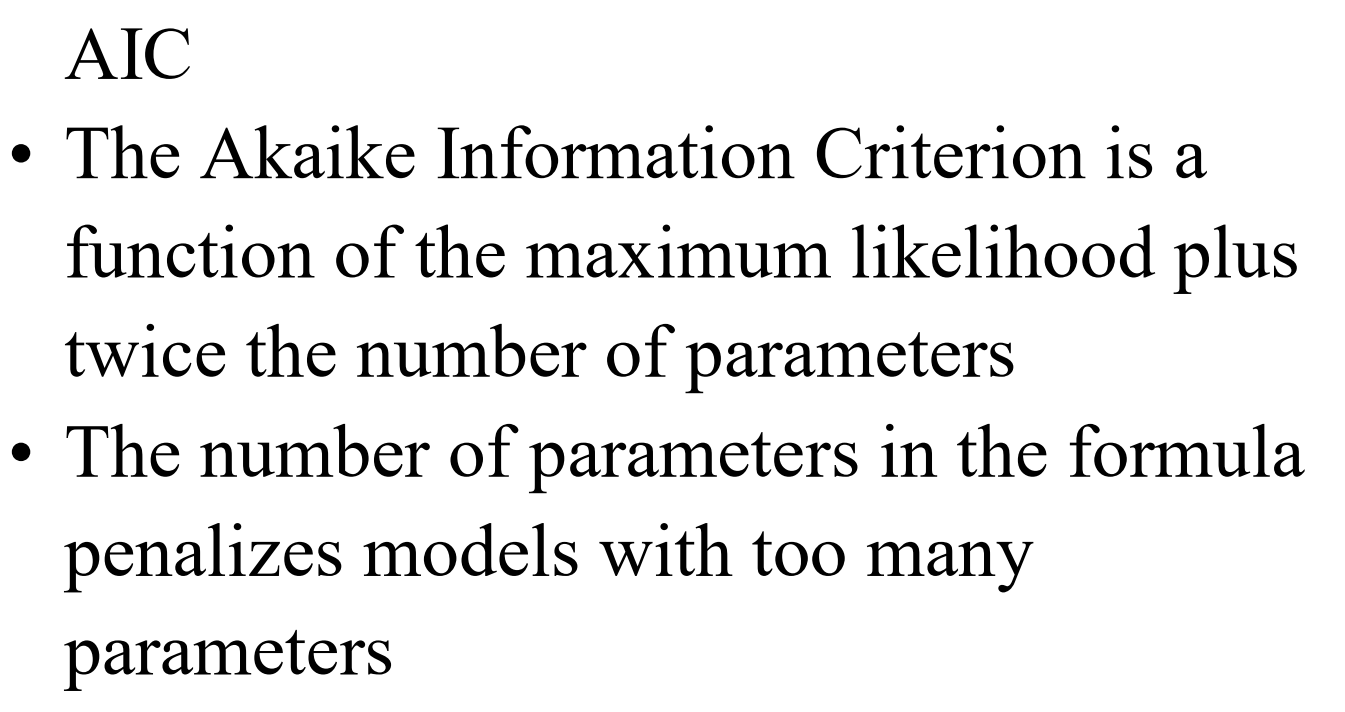 AIC
• The Akaike Information Criterion is a
function of the maximum likelihood plus
twice the number of parameters
• The number of parameters in the formula
penalizes models with too many
parameters